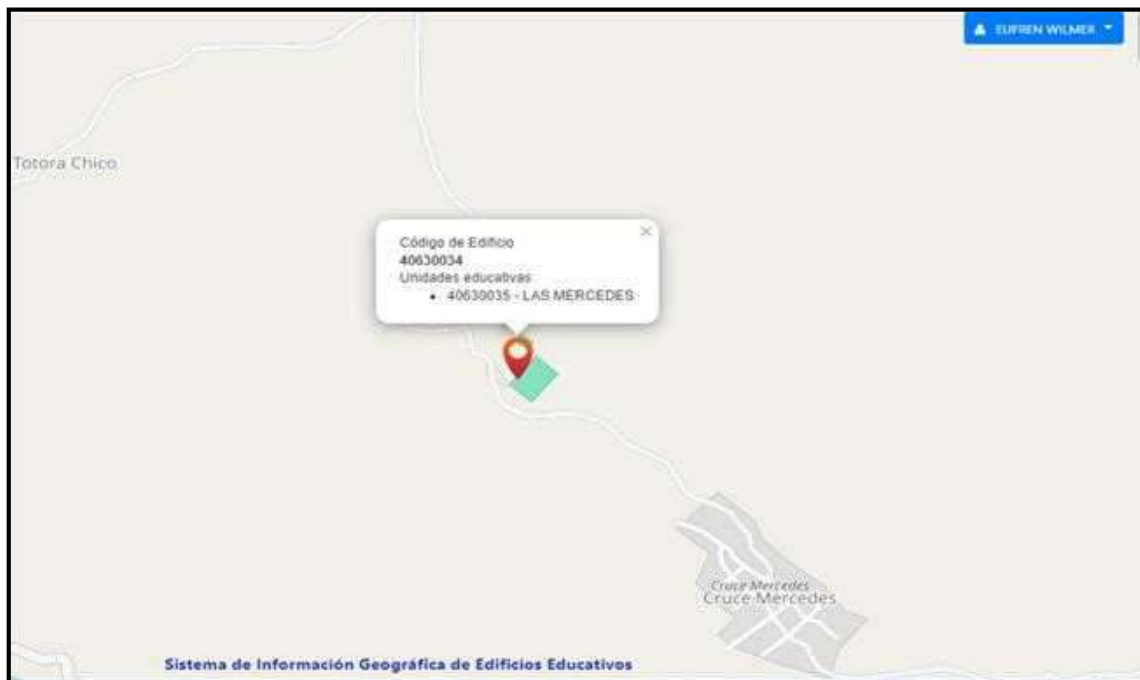 EUFREN WILMER
Totora Chico
Código de Edificio
40630034
Unidades educativas
• 40630035 - LAS MERCEDES
Cruce Mercedes
Cruce Mercedes
Sistema de Información Geográfica de Edificios Educativos